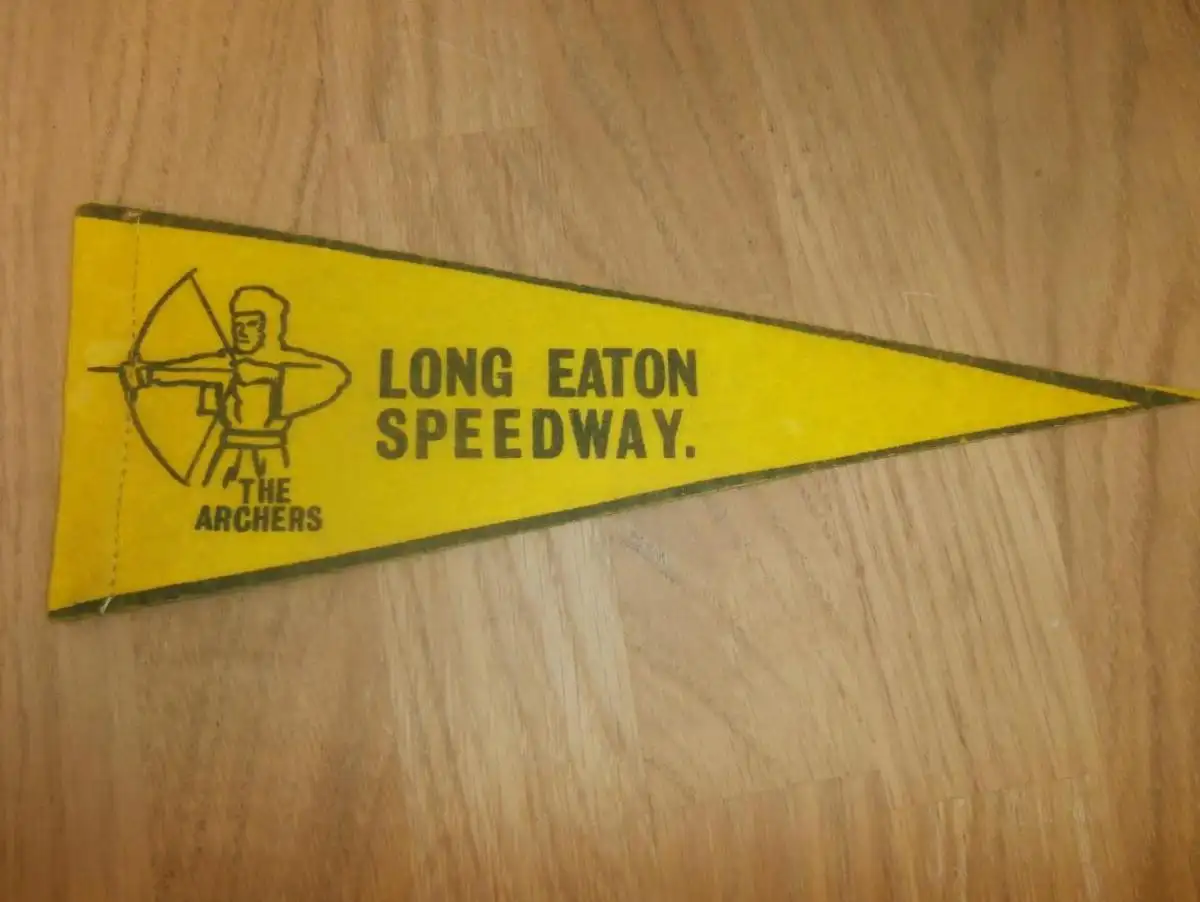 LONG EATON
SPEEDWAY.
THE
ARCHERS